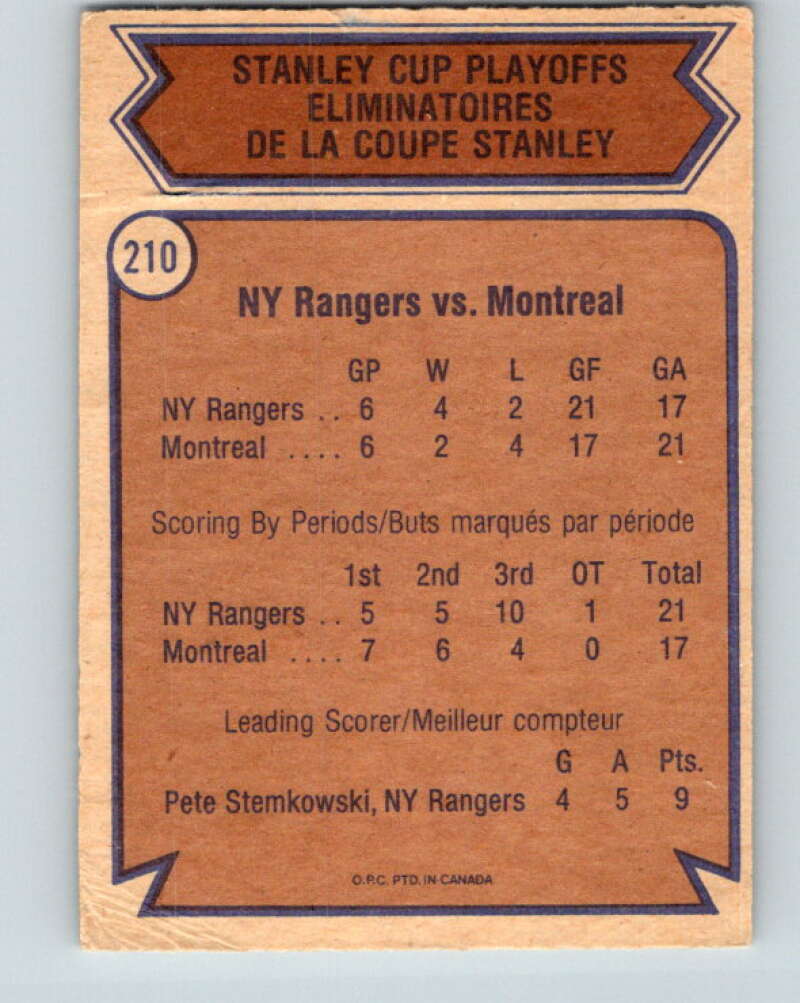 STANLEY CUP PLAYOFFS
ELIMINATOIRES
DE LA COUPE STANLEY
210
NY Rangers vs. Montreal
GP W L GF GA
NY Rangers .. 6 4 2 21 17
Montreal .... 6 2 4 17 21
Scoring By Periods/Buts marqués par période
1st 2nd 3rd OT Total
NY Rangers .. 5 5 10 1 21
Montreal .... 7 6 4 0 17
Leading Scorer/Meilleur compteur
G A Pts.
Pete Stemkowski, NY Rangers 4 5 9
O.P.C. PTD. IN CANADA